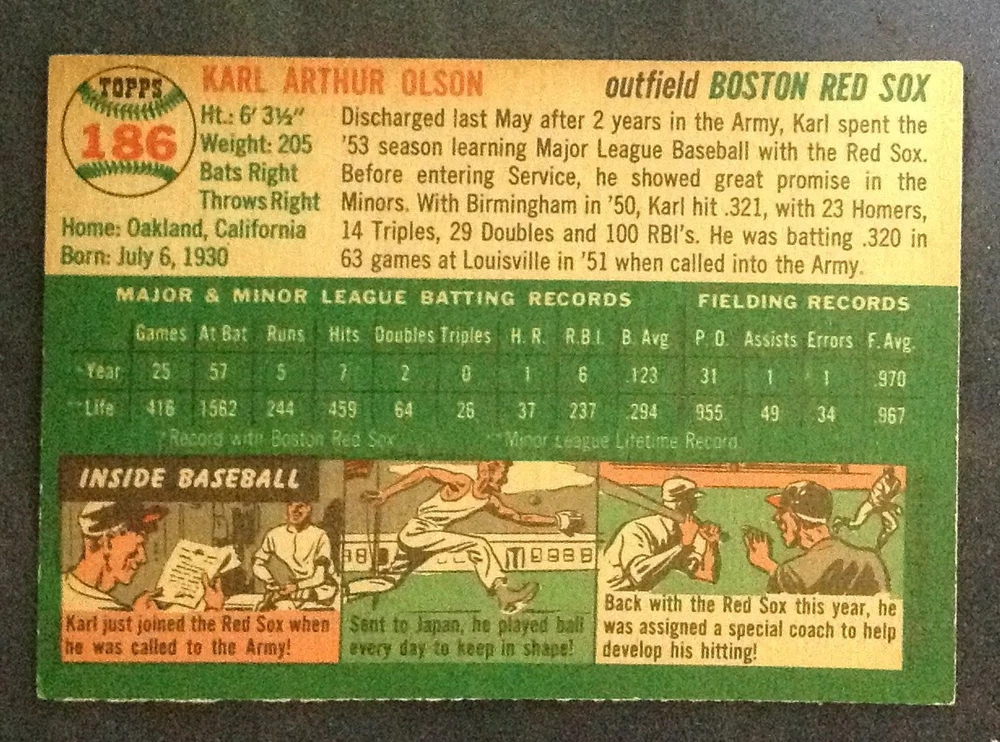 TOPPS
186
KARL ARTHUR OLSON
outfield BOSTON RED SOX
Ht.: 6' 3½"
Weight: 205
Bats Right
Throws Right
Home: Oakland, California
Born: July 6, 1930
Discharged last May after 2 years in the Army, Karl spent the
'53 season learning Major League Baseball with the Red Sox.
Before entering Service, he showed great promise in the
Minors. With Birmingham in '50, Karl hit .321, with 23 Homers,
14 Triples, 29 Doubles and 100 RBI's. He was batting .320 in
63 games at Louisville in '51 when called into the Army.
MAJOR & MINOR LEAGUE BATTING RECORDS FIELDING RECORDS
Games At Bat Runs Hits Doubles Triples H. R. R.B.I. B. Avg P. O. Assists Errors F. Avg.
*Year 25 57 5 7 2 0 1 6 .123 31 1 1 .970
**Life 416 1562 244 459 64 26 37 237 .294 955 49 34 .967
*Record with Boston Red Sox **Minor League Lifetime Record
INSIDE BASEBALL
Karl just joined the Red Sox when
he was called to the Army!
Sent to Japan, he played ball
every day to keep in shape!
Back with the Red Sox this year, he
was assigned a special coach to help
develop his hitting!